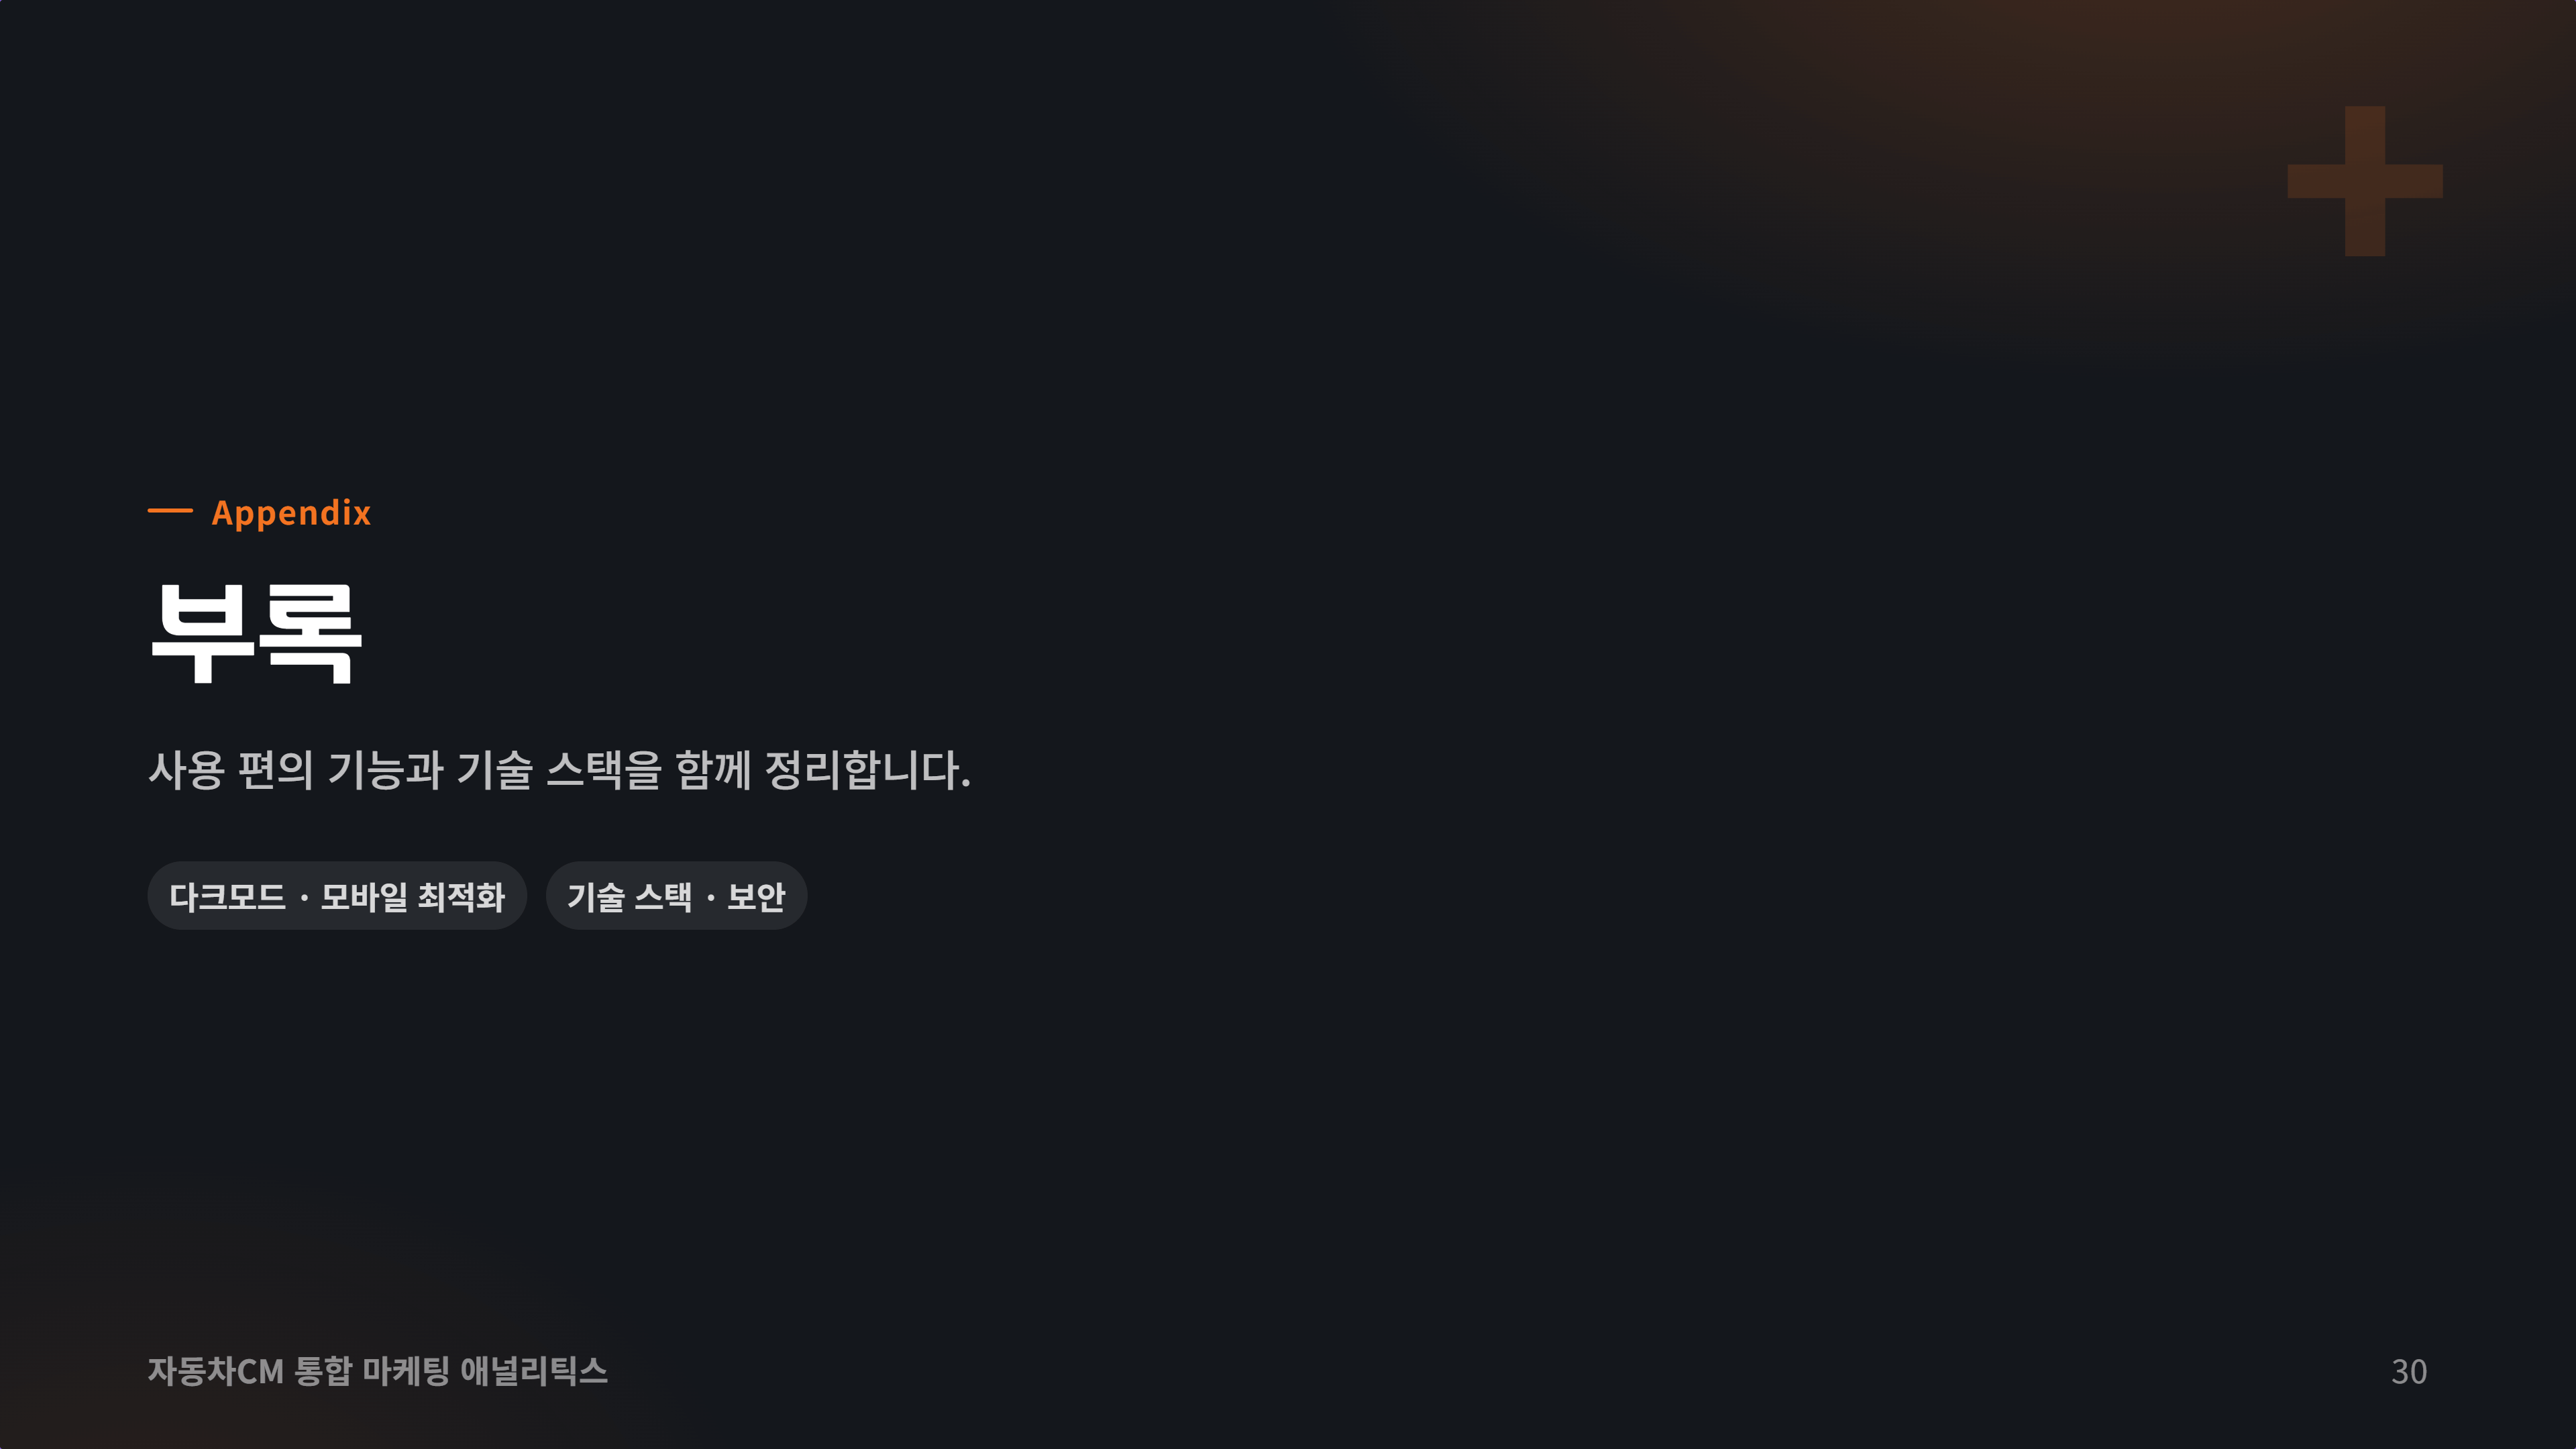 Appendix
부록
사용 편의 기능과 기술 스택을 함께 정리합니다.
다크모드 · 모바일 최적화
기술 스택 · 보안
자동차CM 통합 마케팅 애널리틱스
30